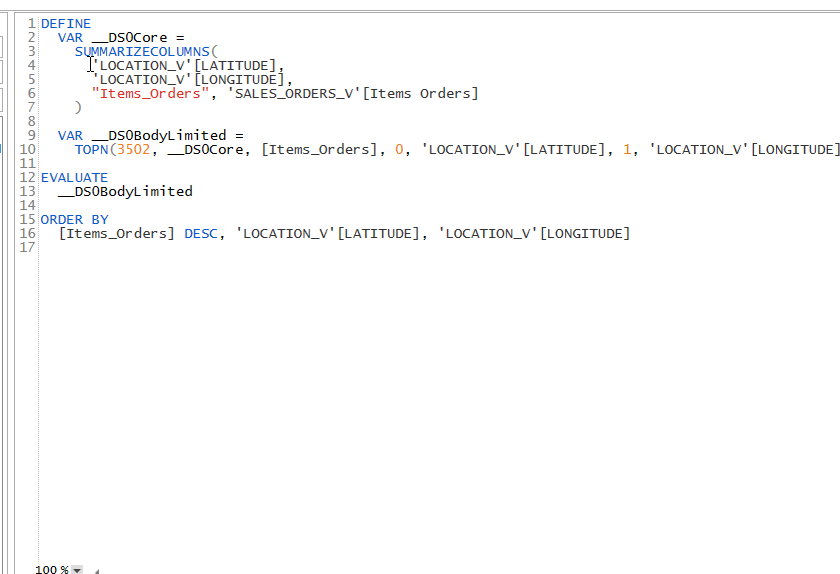 1 DEFINE
2 VAR __DS0Core =
3 SUMMARIZECOLUMNS(
4 'LOCATION_V'[LATITUDE],
5 'LOCATION_V'[LONGITUDE],
6 "Items_Orders", 'SALES_ORDERS_V'[Items Orders]
7 )
8
9 VAR __DS0BodyLimited =
10 TOPN(3502, __DS0Core, [Items_Orders], 0, 'LOCATION_V'[LATITUDE], 1, 'LOCATION_V'[LONGITUDE]
11
12 EVALUATE
13 __DS0BodyLimited
14
15 ORDER BY
16 [Items_Orders] DESC, 'LOCATION_V'[LATITUDE], 'LOCATION_V'[LONGITUDE]
17
100 %